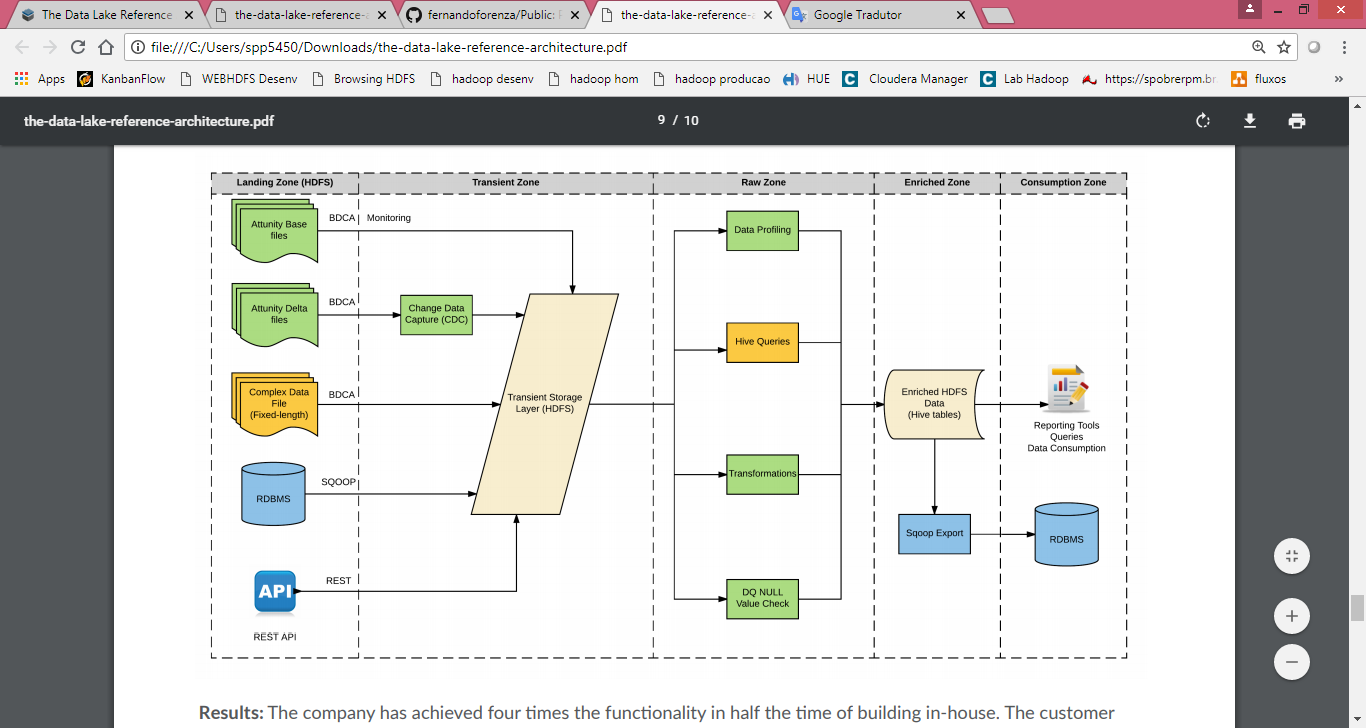 The Data Lake Reference
the-data-lake-reference-
fernandoforenza/Public:
the-data-lake-reference-
Google Tradutor
file:///C:/Users/spp5450/Downloads/the-data-lake-reference-architecture.pdf
Apps
KanbanFlow
WEBHDFS Desenv
Browsing HDFS
hadoop desenv
hadoop hom
hadoop producao
HUE
Cloudera Manager
Lab Hadoop
https://spobrerpm.br
fluxos
»
the-data-lake-reference-architecture.pdf
9 / 10
Landing Zone (HDFS)
Transient Zone
Raw Zone
Enriched Zone
Consumption Zone
Attunity Base
files
BDCA
Monitoring
Data Profiling
Attunity Delta
files
BDCA
Change Data
Capture (CDC)
Hive Queries
Complex Data
File
(Fixed-length)
BDCA
Transient Storage
Layer (HDFS)
Enriched HDFS
Data
(Hive tables)
Reporting Tools
Queries
Data Consumption
RDBMS
SQOOP
Transformations
Sqoop Export
RDBMS
API
REST
REST API
DQ NULL
Value Check
Results: The company has achieved four times the functionality in half the time of building in-house. The customer